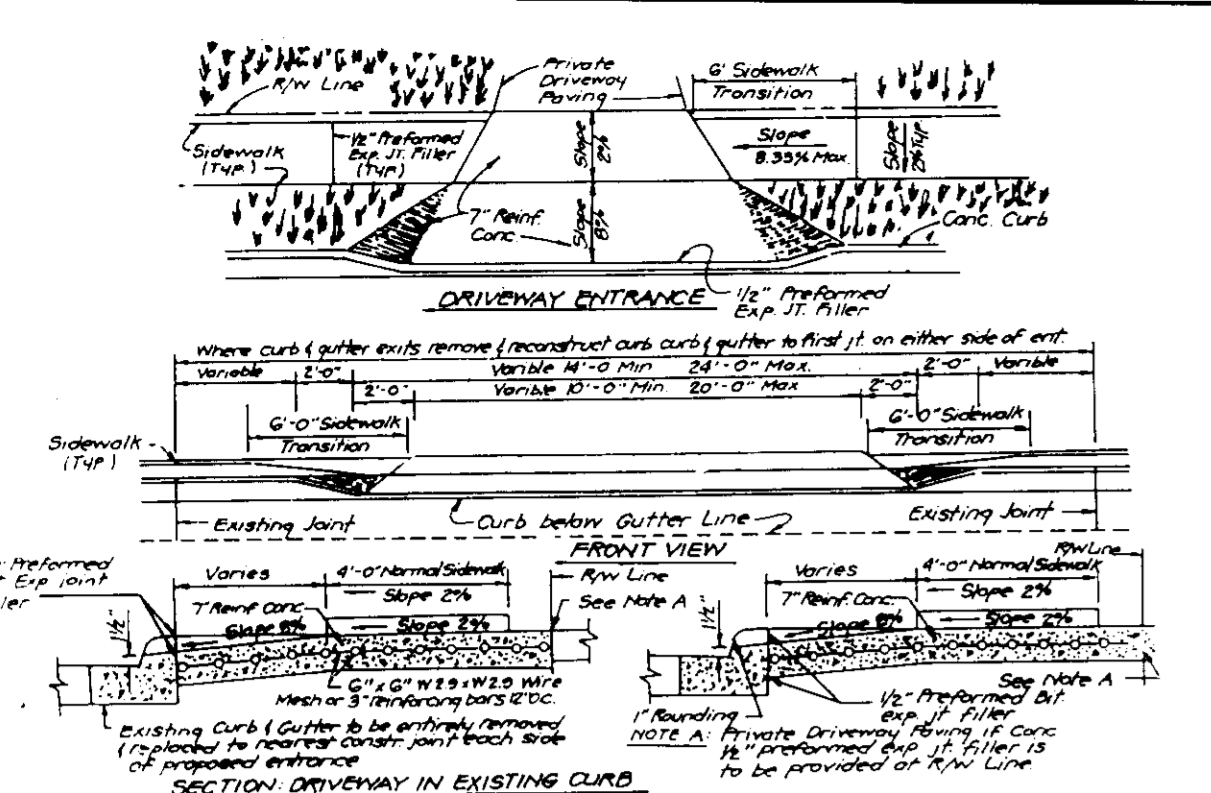 Private
Driveway
Paving
6' Sidewalk
Transition
R/W Line
Sidewalk
(Typ.)
1/2" Preformed
Exp. JT. Filler
(TYP)
Slope
2%
Slope
8.33% Max.
Slope
2% Typ.
7" Reinf.
Conc.
Slope
8%
Conc. Curb
DRIVEWAY ENTRANCE
1/2" Preformed
Exp. JT. Filler
Where curb & gutter exits remove & reconstruct curb curb & gutter to first jt. on either side of ent.
Variable
2'-0"
Varible 14'-0" Min 24'-0" Max.
2'-0"
Variable
2'-0"
Varible 10'-0" Min. 20'-0" Max
2'-0"
6'-0" Sidewalk
Transition
6'-0" Sidewalk
Transition
Sidewalk
(TYP)
Existing Joint
Curb below Gutter Line
Existing Joint
FRONT VIEW
Preformed
Exp joint
Varies
4'-0" Normal Sidewalk
Slope 2%
R/W Line
See Note A
1 1/2"
7" Reinf. Conc.
Slope 8%
Slope 2%
6" x 6" W2.9 x W2.9 Wire
Mesh or 3" reinforcing bars 12" OC.
Existing Curb & Gutter to be entirely removed
& replaced to nearest constr. joint each side
of proposed entrance
SECTION: DRIVEWAY IN EXISTING CURB
R/W Line
Varies
4'-0" Normal Sidewalk
Slope 2%
1 1/2"
7" Reinf. Conc.
Slope 8%
Slope 2%
See Note A
1" Rounding
1/2" Preformed Bit.
exp. jt. filler
NOTE A: Private Driveway Paving if Conc
1/2" preformed exp. jt. filler is
to be provided at R/W Line.